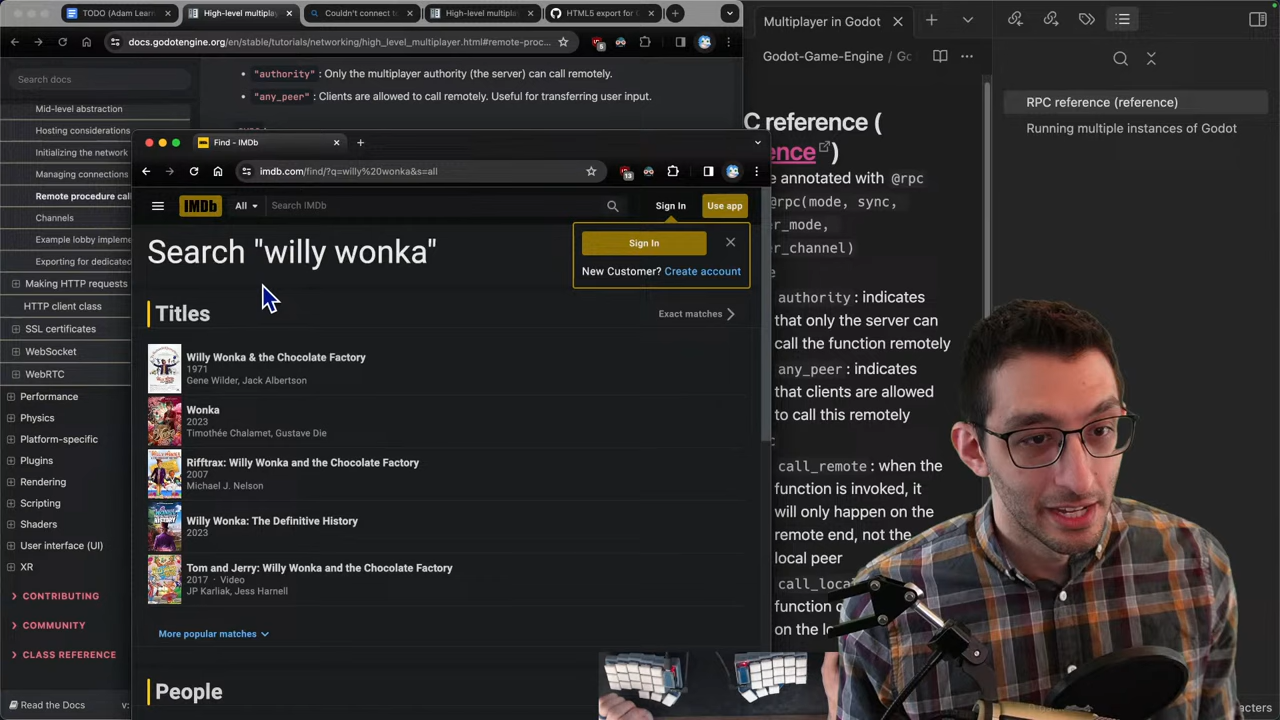 TODO (Adam Learn
High-level multiplay
Couldn't connect to
High-level multiplay
HTML5 export for G
docs.godotengine.org/en/stable/tutorials/networking/high_level_multiplayer.html#remote-proc...
Search docs
Mid-level abstraction
Hosting considerations
Initializing the network
Managing connections
Remote procedure cal
Channels
Example lobby impleme
Exporting for dedicated
Making HTTP requests
HTTP client class
SSL certificates
WebSocket
WebRTC
Performance
Physics
Platform-specific
Plugins
Rendering
Scripting
Shaders
User interface (UI)
XR
CONTRIBUTING
COMMUNITY
CLASS REFERENCE
Read the Docs
v:
"authority": Only the multiplayer authority (the server) can call remotely.
"any_peer": Clients are allowed to call remotely. Useful for transferring user input.
Find - IMDb
imdb.com/find/?q=willy%20wonka&s=all
13
IMDb
All
Search IMDb
Sign In
Use app
Search "willy wonka"
Sign In
New Customer? Create account
Titles
Exact matches
Willy Wonka & the Chocolate Factory
1971
Gene Wilder, Jack Albertson
Wonka
2023
Timothée Chalamet, Gustave Die
Rifftrax: Willy Wonka and the Chocolate Factory
2007
Michael J. Nelson
Willy Wonka: The Definitive History
2023
Tom and Jerry: Willy Wonka and the Chocolate Factory
2017 · Video
JP Karliak, Jess Harnell
More popular matches
People
Multiplayer in Godot
Godot-Game-Engine / Go
C reference (
ence)
e annotated with @rpc
rpc(mode, sync,
er_mode,
er_channel)
e
authority: indicates
that only the server can
call the function remotely
any_peer: indicates
that clients are allowed
to call this remotely
c
call_remote: when the
function is invoked, it
will only happen on the
remote end, not the
local peer
call_loca
function c
on the lo
RPC reference (reference)
Running multiple instances of Godot
acters